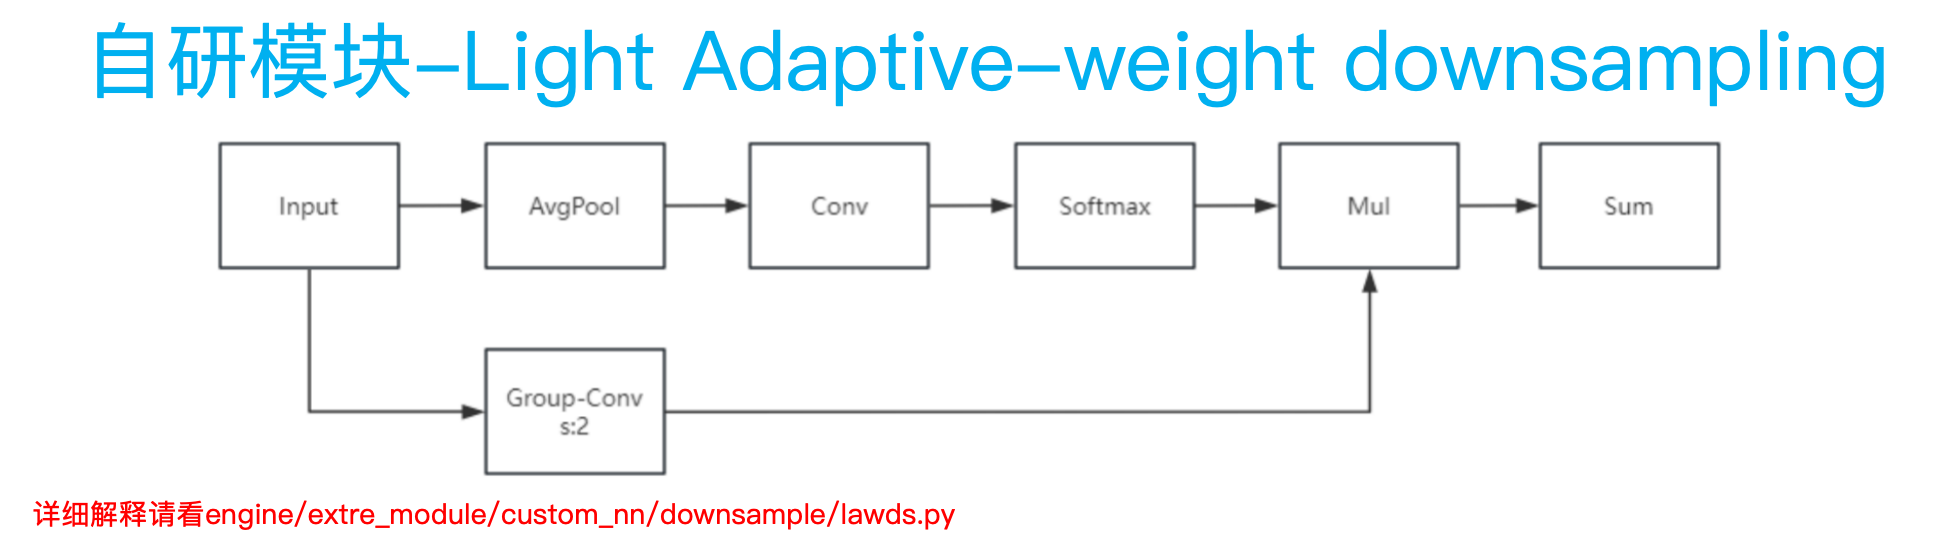 自研模块-Light Adaptive-weight downsampling
Input
AvgPool
Conv
Softmax
Mul
Sum
Group-Conv
s:2
详细解释请看engine/extre_module/custom_nn/downsample/lawds.py